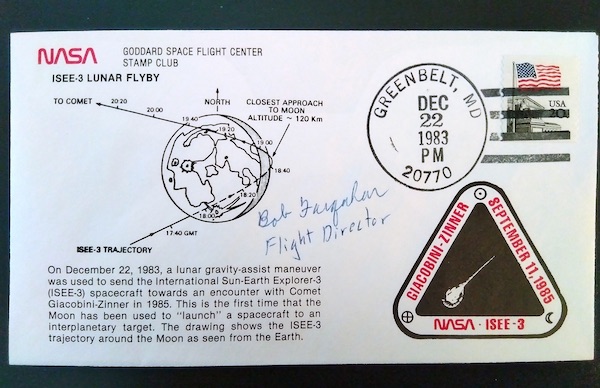 NASA
GODDARD SPACE FLIGHT CENTER
STAMP CLUB
ISEE-3 LUNAR FLYBY
TO COMET
20 20
20 00
19 40
19 20
19 00
18 40
18 20
18 00
17 40 GMT
NORTH
CLOSEST APPROACH
TO MOON
ALTITUDE ~ 120 Km
ISEE-3 TRAJECTORY
GREENBELT, MD
DEC
22
1983
PM
20770
USA
20c
Bob Farquhar
Flight Director
On December 22, 1983, a lunar gravity-assist maneuver
was used to send the International Sun-Earth Explorer-3
(ISEE-3) spacecraft towards an encounter with Comet
Giacobini-Zinner in 1985. This is the first time that the
Moon has been used to "launch" a spacecraft to an
interplanetary target. The drawing shows the ISEE-3
trajectory around the Moon as seen from the Earth.
GIACOBINI-ZINNER
SEPTEMBER 11, 1985
NASA · ISEE-3